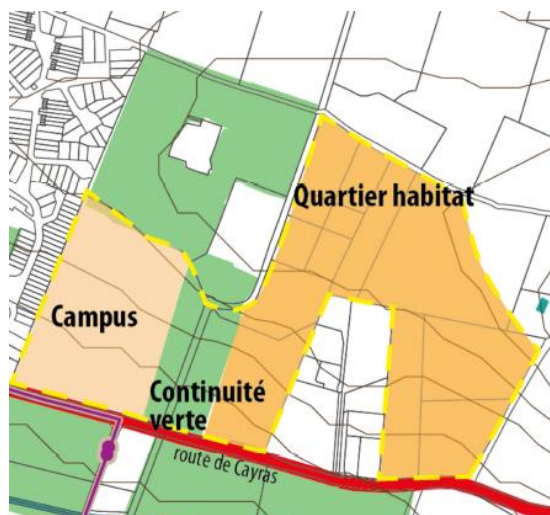 Quartier habitat
Campus
Continuité
verte
route de Cayras